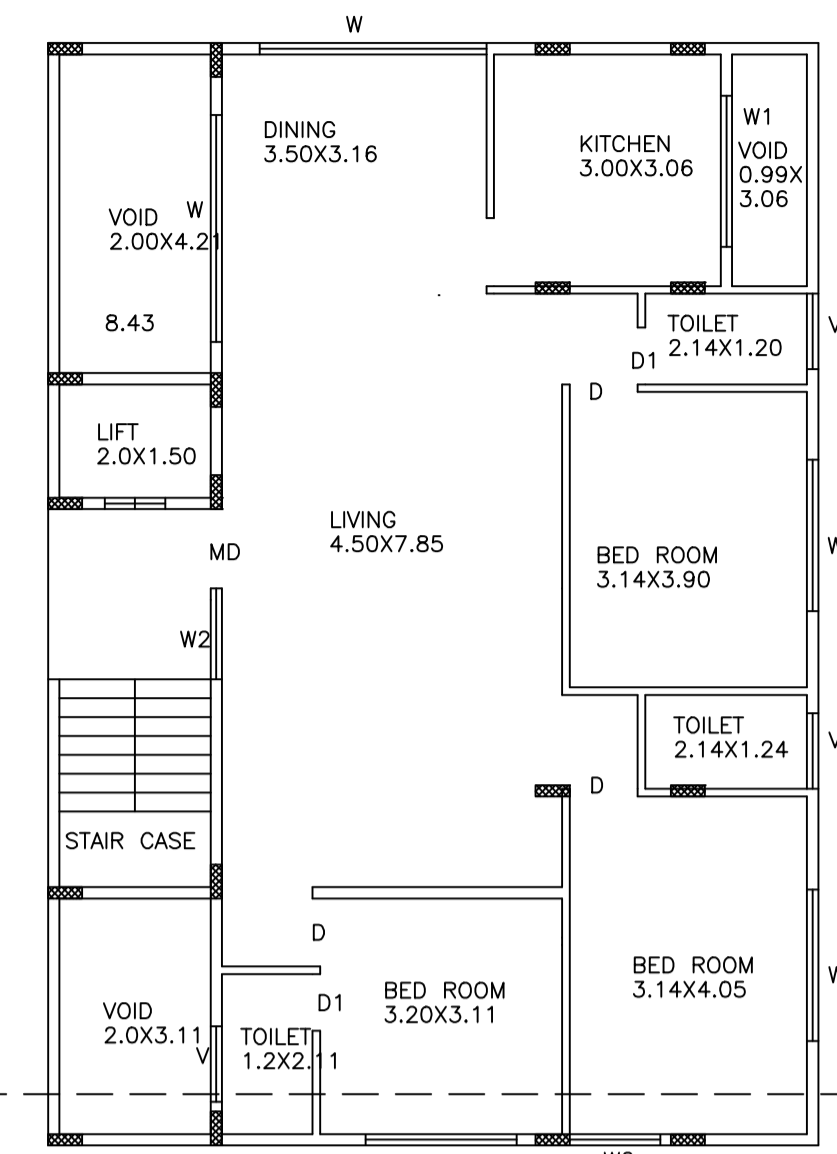 W
DINING
3.50X3.16
KITCHEN
3.00X3.06
W1
VOID
0.99X
3.06
VOID
2.00X4.21
W
8.43
TOILET
2.14X1.20
V
D1
D
LIFT
2.0X1.50
LIVING
4.50X7.85
MD
BED ROOM
3.14X3.90
W
W2
TOILET
2.14X1.24
V
D
STAIR CASE
D
BED ROOM
3.14X4.05
W
D1
BED ROOM
3.20X3.11
VOID
2.0X3.11
V
TOILET
1.2X2.11